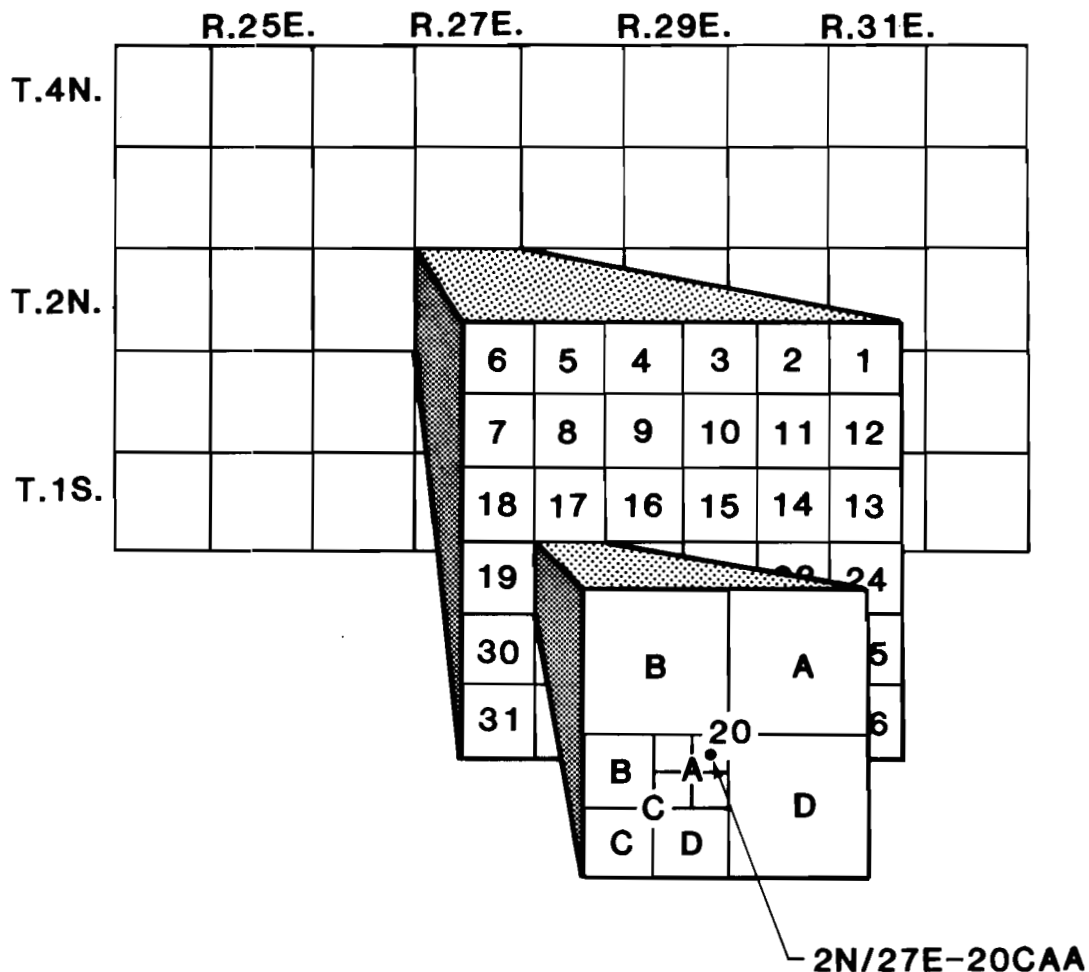 R.25E. R.27E. R.29E. R.31E.
T.4N.
T.2N.
T.1S.
6 5 4 3 2 1
7 8 9 10 11 12
18 17 16 15 14 13
19 24
30 5
31 6
B A
20
B A
C D
C D
2N/27E-20CAA